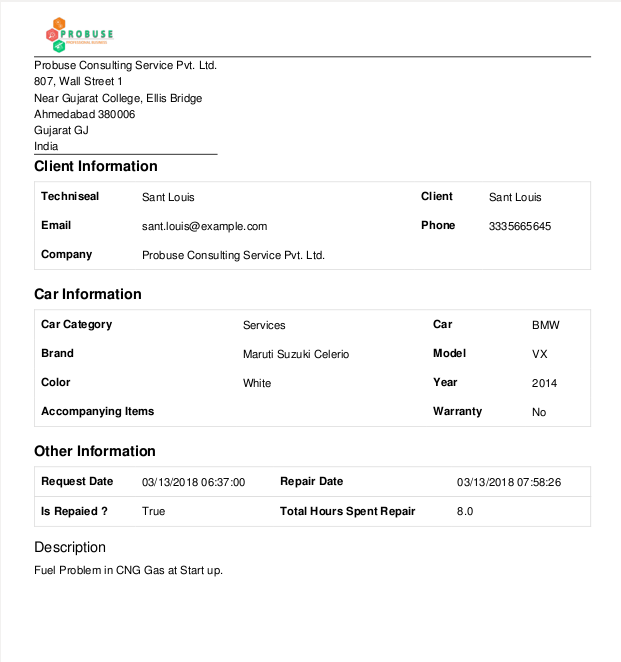 PROBUSE
Probuse Consulting Service Pvt. Ltd.
807, Wall Street 1
Near Gujarat College, Ellis Bridge
Ahmedabad 380006
Gujarat GJ
India
Client Information
Techniseal Sant Louis Client Sant Louis
Email sant.louis@example.com Phone 3335665645
Company Probuse Consulting Service Pvt. Ltd.
Car Information
Car Category Services Car BMW
Brand Maruti Suzuki Celerio Model VX
Color White Year 2014
Accompanying Items Warranty No
Other Information
Request Date 03/13/2018 06:37:00 Repair Date 03/13/2018 07:58:26
Is Repaied ? True Total Hours Spent Repair 8.0
Description
Fuel Problem in CNG Gas at Start up.